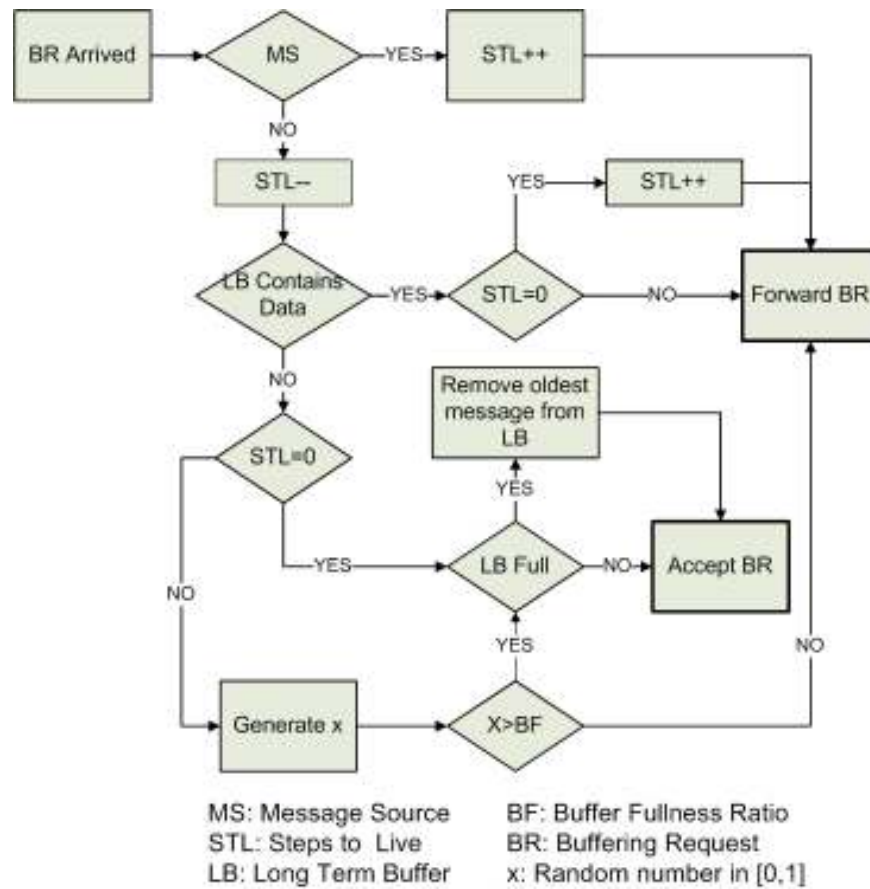 BR Arrived
MS
YES
STL++
NO
STL--
YES
STL++
LB Contains
Data
YES
STL=0
NO
Forward BR
NO
Remove oldest
message from
LB
STL=0
YES
YES
LB Full
NO
Accept BR
NO
YES
NO
Generate x
X>BF
MS: Message Source
STL: Steps to Live
LB: Long Term Buffer
BF: Buffer Fullness Ratio
BR: Buffering Request
x: Random number in [0,1]